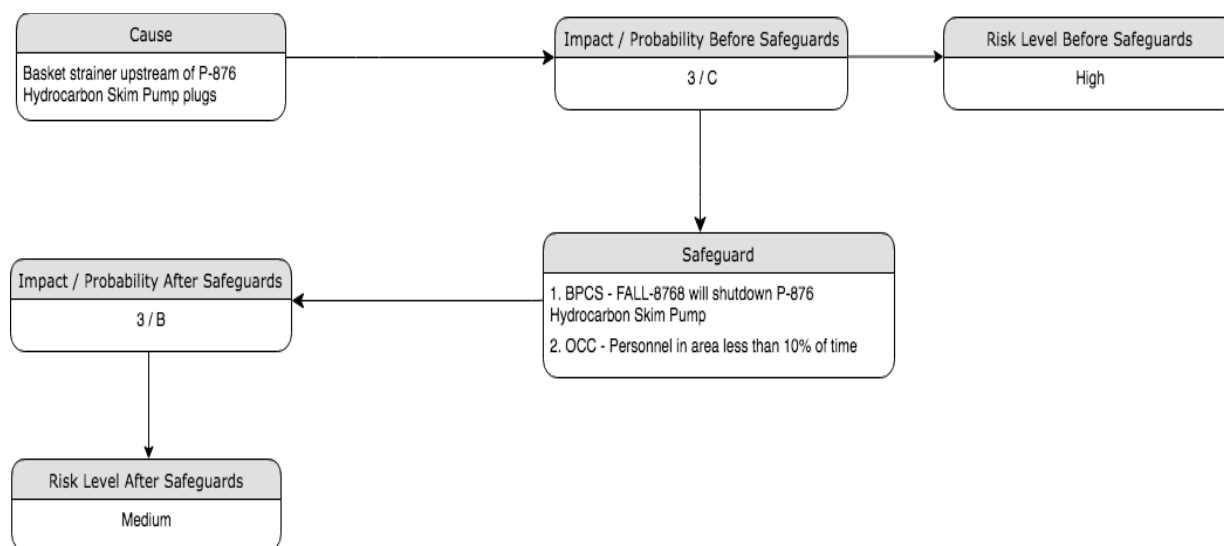 Cause
Basket strainer upstream of P-876
Hydrocarbon Skim Pump plugs
Impact / Probability Before Safeguards
3 / C
Risk Level Before Safeguards
High
Safeguard
1. BPCS - FALL-8768 will shutdown P-876
Hydrocarbon Skim Pump
2. OCC - Personnel in area less than 10% of time
Impact / Probability After Safeguards
3 / B
Risk Level After Safeguards
Medium